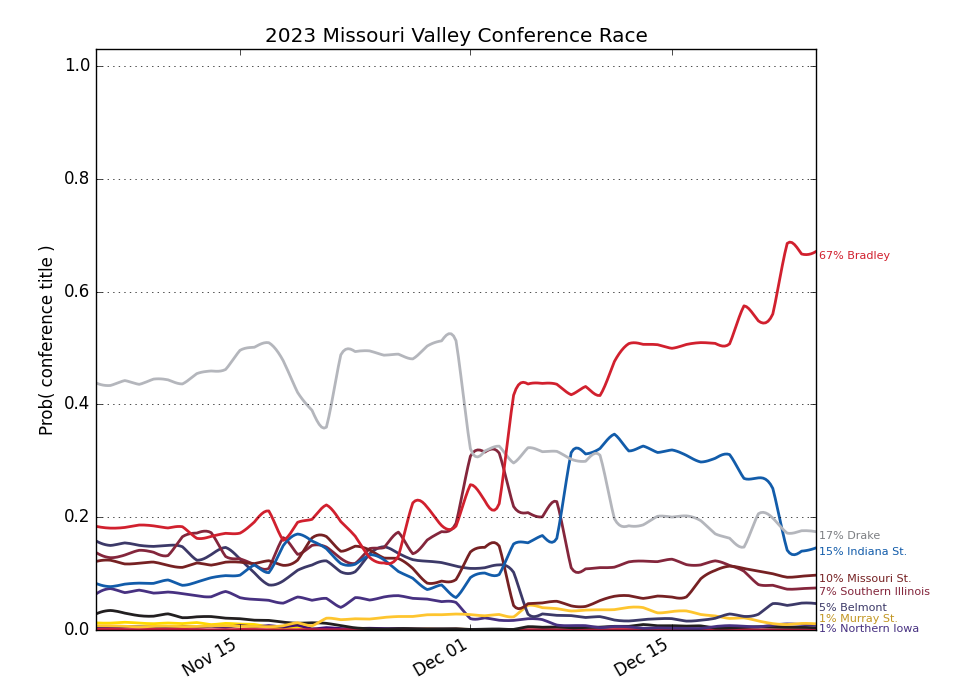 2023 Missouri Valley Conference Race
Prob( conference title )
1.0
0.8
0.6
0.4
0.2
0.0
Nov 15
Dec 01
Dec 15
67% Bradley
17% Drake
15% Indiana St.
10% Missouri St.
7% Southern Illinois
5% Belmont
1% Murray St.
1% Northern Iowa